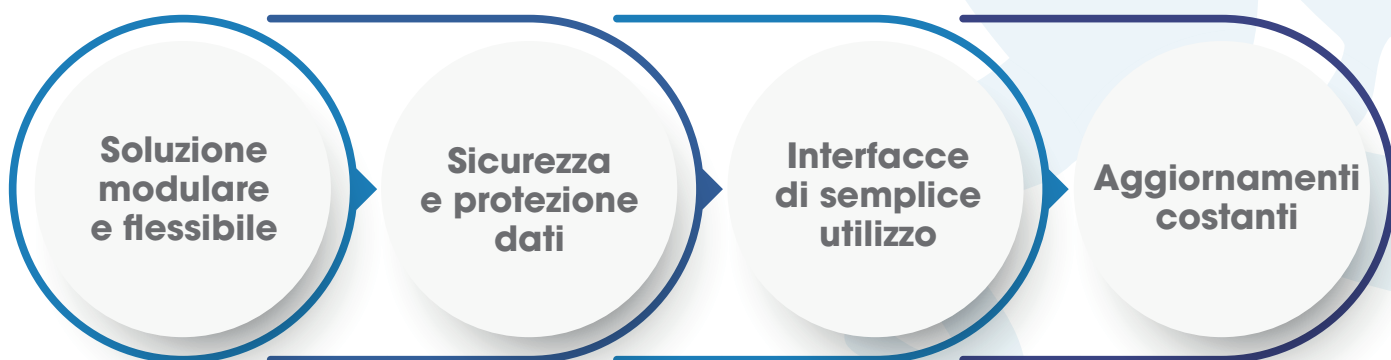 Soluzione
modulare
e flessibile
Sicurezza
e protezione
dati
Interfacce
di semplice
utilizzo
Aggiornamenti
costanti